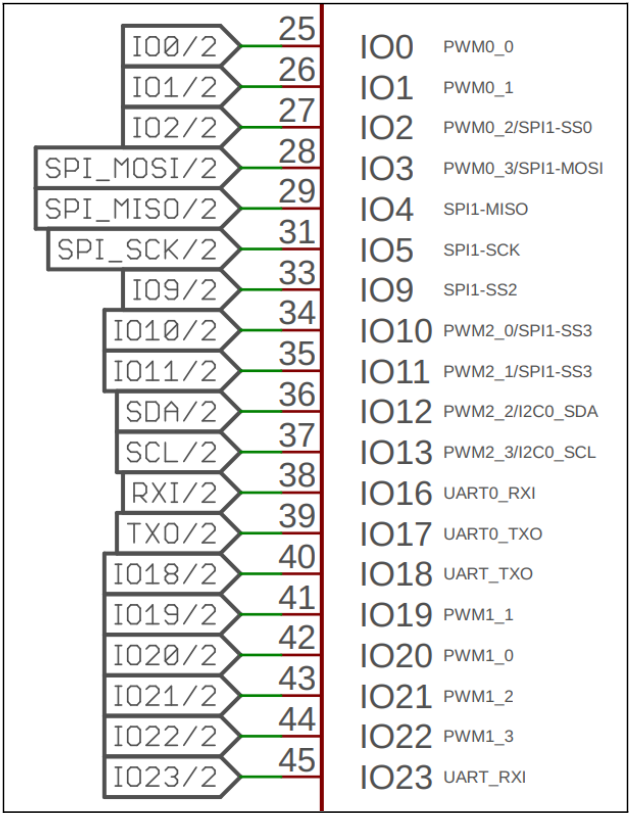 IO0/2 25 IO0 PWM0_0
IO1/2 26 IO1 PWM0_1
IO2/2 27 IO2 PWM0_2/SPI1-SS0
SPI_MOSI/2 28 IO3 PWM0_3/SPI1-MOSI
SPI_MISO/2 29 IO4 SPI1-MISO
SPI_SCK/2 31 IO5 SPI1-SCK
IO9/2 33 IO9 SPI1-SS2
IO10/2 34 IO10 PWM2_0/SPI1-SS3
IO11/2 35 IO11 PWM2_1/SPI1-SS3
SDA/2 36 IO12 PWM2_2/I2C0_SDA
SCL/2 37 IO13 PWM2_3/I2C0_SCL
RXI/2 38 IO16 UART0_RXI
TXO/2 39 IO17 UART0_TXO
IO18/2 40 IO18 UART_TXO
IO19/2 41 IO19 PWM1_1
IO20/2 42 IO20 PWM1_0
IO21/2 43 IO21 PWM1_2
IO22/2 44 IO22 PWM1_3
IO23/2 45 IO23 UART_RXI